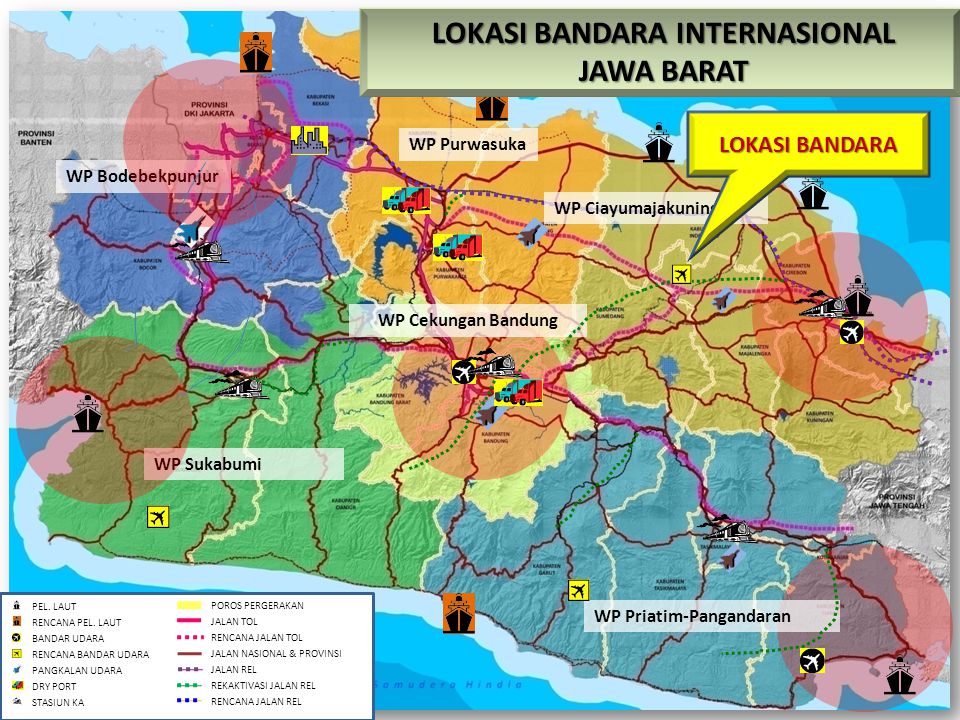 LOKASI BANDARA INTERNASIONAL
JAWA BARAT
LOKASI BANDARA
PROVINSI
BANTEN
PROVINSI
DKI JAKARTA
KABUPATEN
BEKASI
WP Purwasuka
WP Bodebekpunjur
WP Ciayumajakuning
KABUPATEN
BOGOR
KABUPATEN
PURWAKARTA
CIREBON
WP Cekungan Bandung
KABUPATEN
SUMEDANG
KABUPATEN
MAJALENGKA
KABUPATEN
BANDUNG BARAT
KABUPATEN
BANDUNG
KABUPATEN
KUNINGAN
WP Sukabumi
KABUPATEN
CIANJUR
PROVINSI
JAWA TENGAH
TASIKMALAYA
KABUPATEN
GARUT
KABUPATEN
TASIKMALAYA
WP Priatim-Pangandaran
Samudera Hindia
PEL. LAUT
RENCANA PEL. LAUT
BANDAR UDARA
RENCANA BANDAR UDARA
PANGKALAN UDARA
DRY PORT
STASIUN KA
POROS PERGERAKAN
JALAN TOL
RENCANA JALAN TOL
JALAN NASIONAL & PROVINSI
JALAN REL
REKAKTIVASI JALAN REL
RENCANA JALAN REL